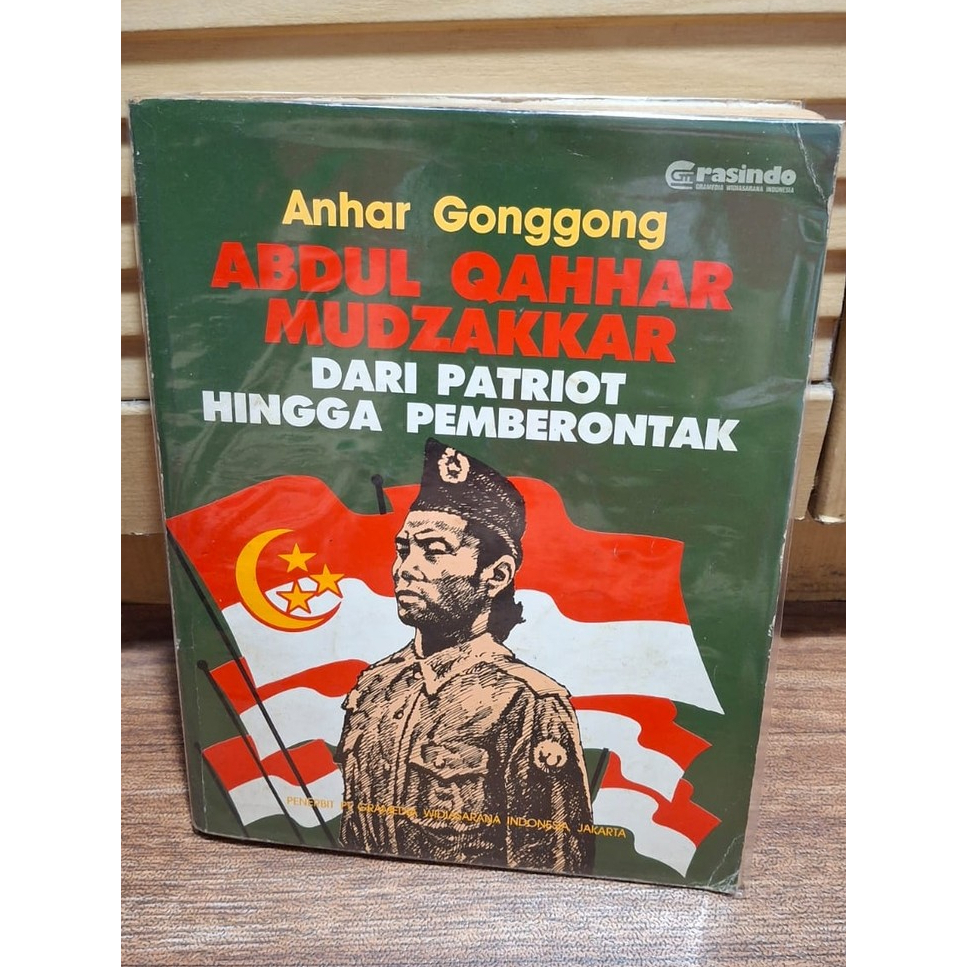 Grasindo
GRAMEDIA WIDIASARANA INDONESIA
Anhar Gonggong
ABDUL QAHHAR
MUDZAKKAR
DARI PATRIOT
HINGGA PEMBERONTAK
PENERBIT PT GRAMEDIA WIDIASARANA INDONESIA, JAKARTA